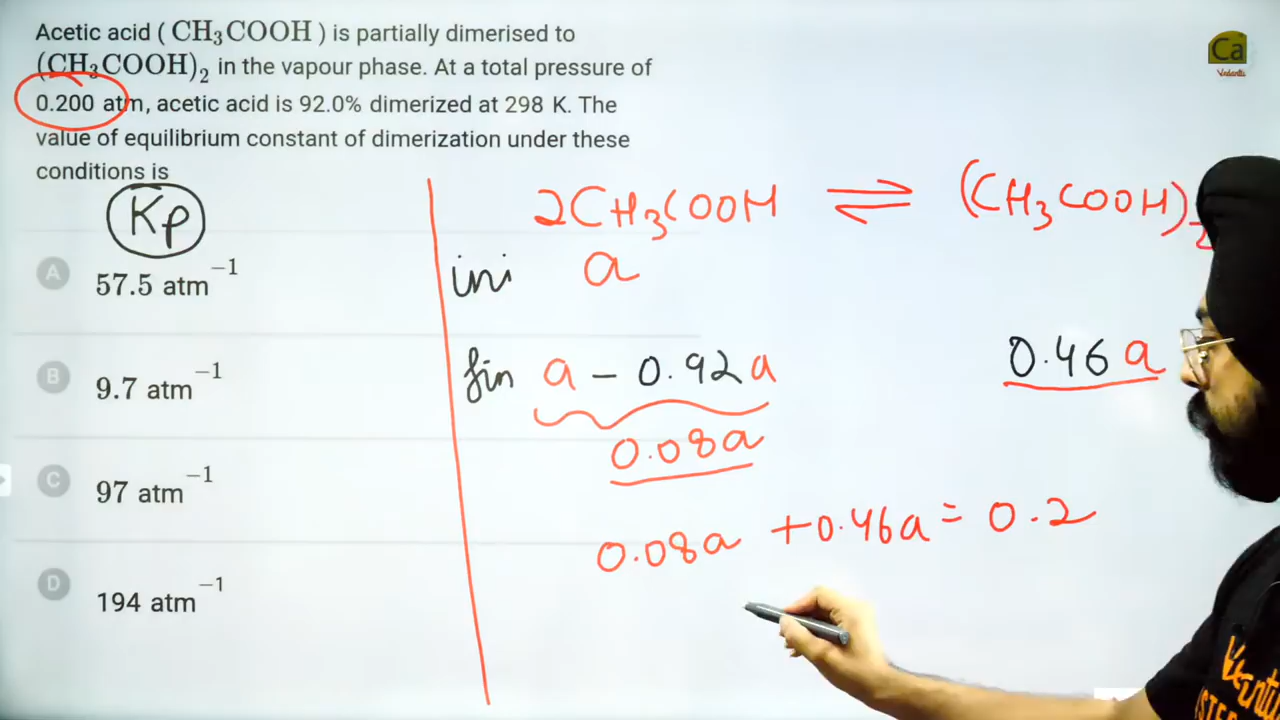 Acetic acid ( CH₃COOH ) is partially dimerised to
(CH₃COOH)₂ in the vapour phase. At a total pressure of
0.200 atm, acetic acid is 92.0% dimerized at 298 K. The
value of equilibrium constant of dimerization under these
conditions is
Kp
A 57.5 atm⁻¹
B 9.7 atm⁻¹
C 97 atm⁻¹
D 194 atm⁻¹
2CH₃COOH ⇌ (CH₃COOH)₂
ini a
fin a – 0.92a 0.46a
0.08a
0.08a +0.46a = 0.2
Ca
Vedantu